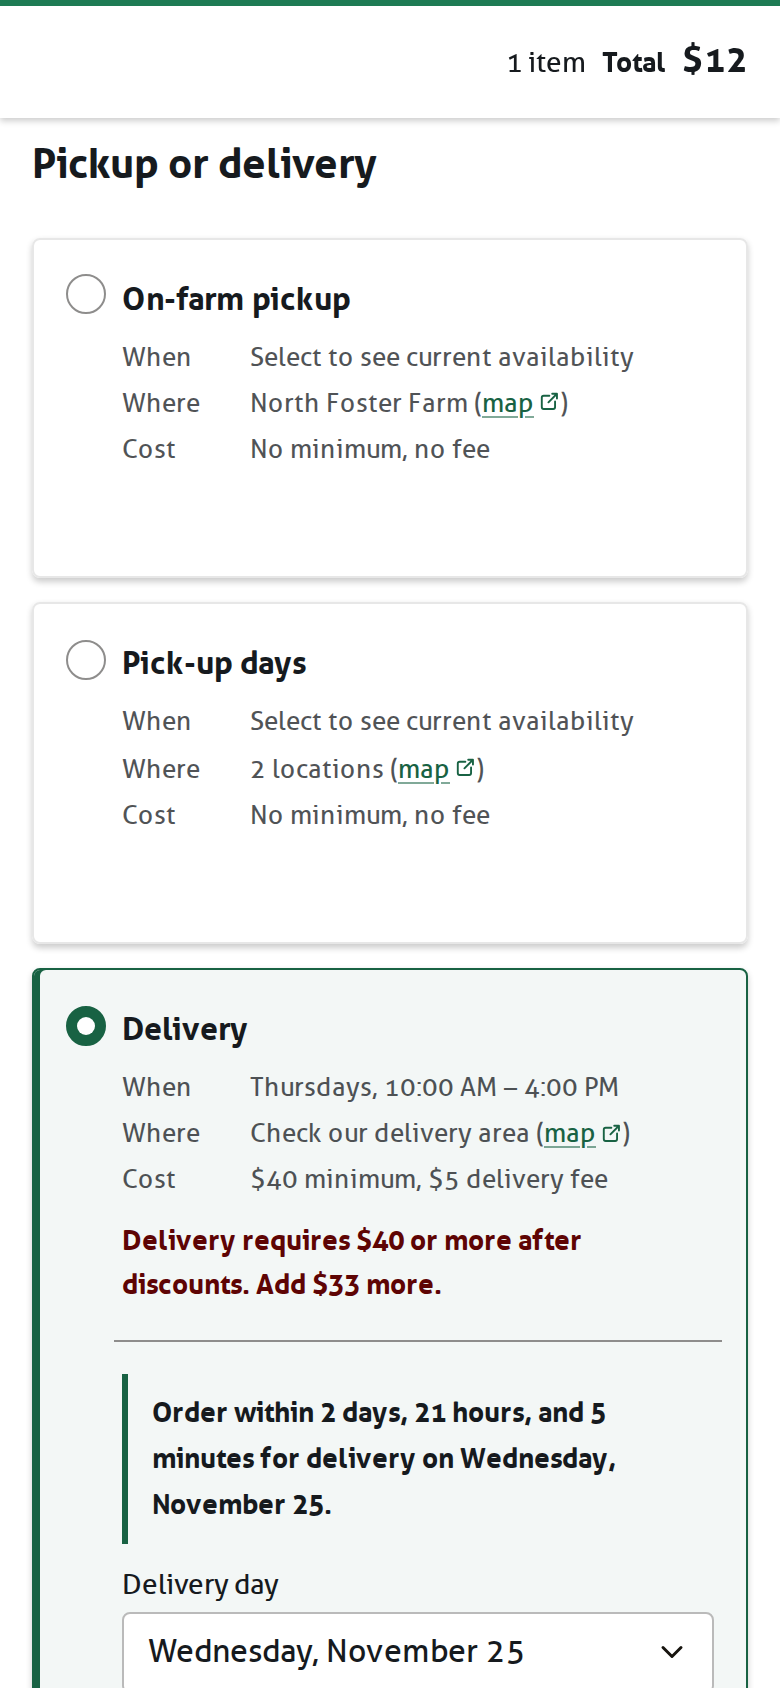 1 item Total $12
Pickup or delivery
On-farm pickup
When Select to see current availability
Where North Foster Farm (map)
Cost No minimum, no fee
Pick-up days
When Select to see current availability
Where 2 locations (map)
Cost No minimum, no fee
Delivery
When Thursdays, 10:00 AM – 4:00 PM
Where Check our delivery area (map)
Cost $40 minimum, $5 delivery fee
Delivery requires $40 or more after
discounts. Add $33 more.
Order within 2 days, 21 hours, and 5
minutes for delivery on Wednesday,
November 25.
Delivery day
Wednesday, November 25